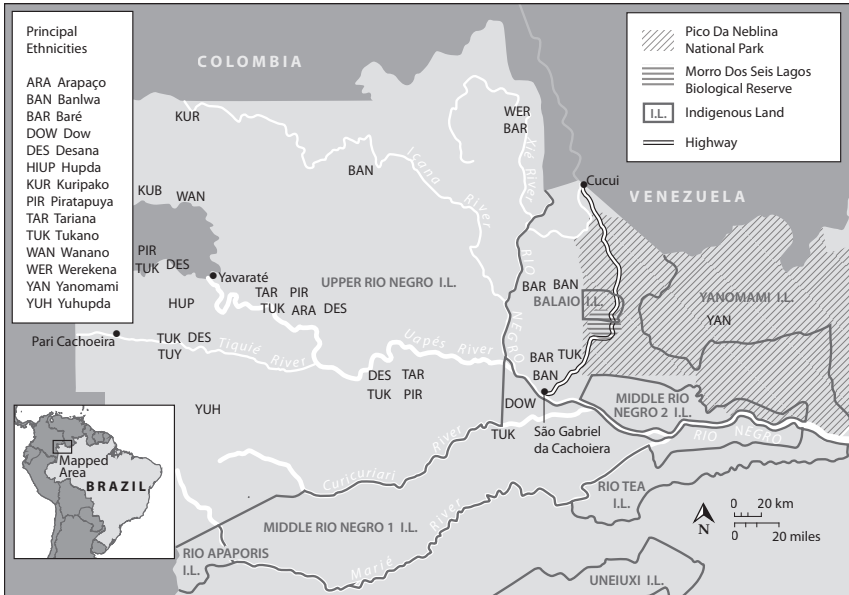 Principal
Ethnicities
ARA Arapaço
BAN Banlwa
BAR Baré
DOW Dow
DES Desana
HIUP Hupda
KUR Kuripako
PIR Piratapuya
TAR Tariana
TUK Tukano
WAN Wanano
WER Werekena
YAN Yanomami
YUH Yuhupda
Pico Da Neblina
National Park
Morro Dos Seis Lagos
Biological Reserve
I.L. Indigenous Land
Highway
COLOMBIA
VENEZUELA
KUR
WER
BAR
BAN
Içana River
Xié River
Cucui
KUB
WAN
PIR
TUK DES
Yavaraté
UPPER RIO NEGRO I.L.
TAR PIR
TUK ARA DES
HUP
RIO NEGRO
BAR BAN
BALAIO I.L.
YANOMAMI I.L.
YAN
Pari Cachoeira
TUK DES
TUY
Tiquié River
Uapés River
BAR TUK
BAN
DES TAR
TUK PIR
DOW
MIDDLE RIO
NEGRO 2 I.L.
YUH
TUK
São Gabriel
da Cachoiera
RIO NEGRO
Curicuriari River
RIO TEA
I.L.
MIDDLE RIO NEGRO 1 I.L.
Marié River
RIO APAPORIS
I.L.
UNEIUXI I.L.
Mapped
Area
BRAZIL
N
0 20 km
0 20 miles